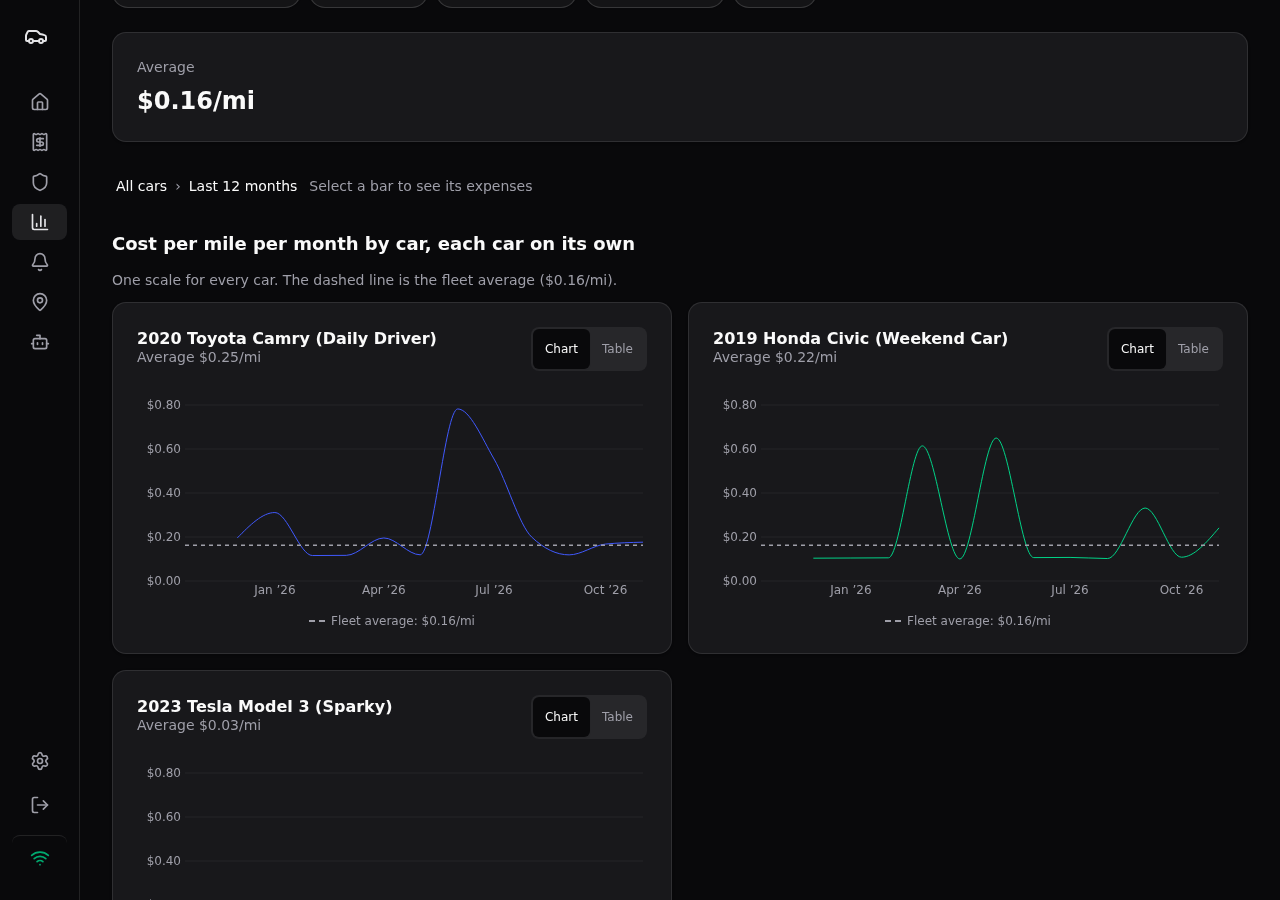 Average
$0.16/mi
All cars › Last 12 months Select a bar to see its expenses
Cost per mile per month by car, each car on its own
One scale for every car. The dashed line is the fleet average ($0.16/mi).
2020 Toyota Camry (Daily Driver)
Average $0.25/mi
Chart Table
$0.80
$0.60
$0.40
$0.20
$0.00
Jan ’26 Apr ’26 Jul ’26 Oct ’26
Fleet average: $0.16/mi
2019 Honda Civic (Weekend Car)
Average $0.22/mi
Chart Table
$0.80
$0.60
$0.40
$0.20
$0.00
Jan ’26 Apr ’26 Jul ’26 Oct ’26
Fleet average: $0.16/mi
2023 Tesla Model 3 (Sparky)
Average $0.03/mi
Chart Table
$0.80
$0.60
$0.40